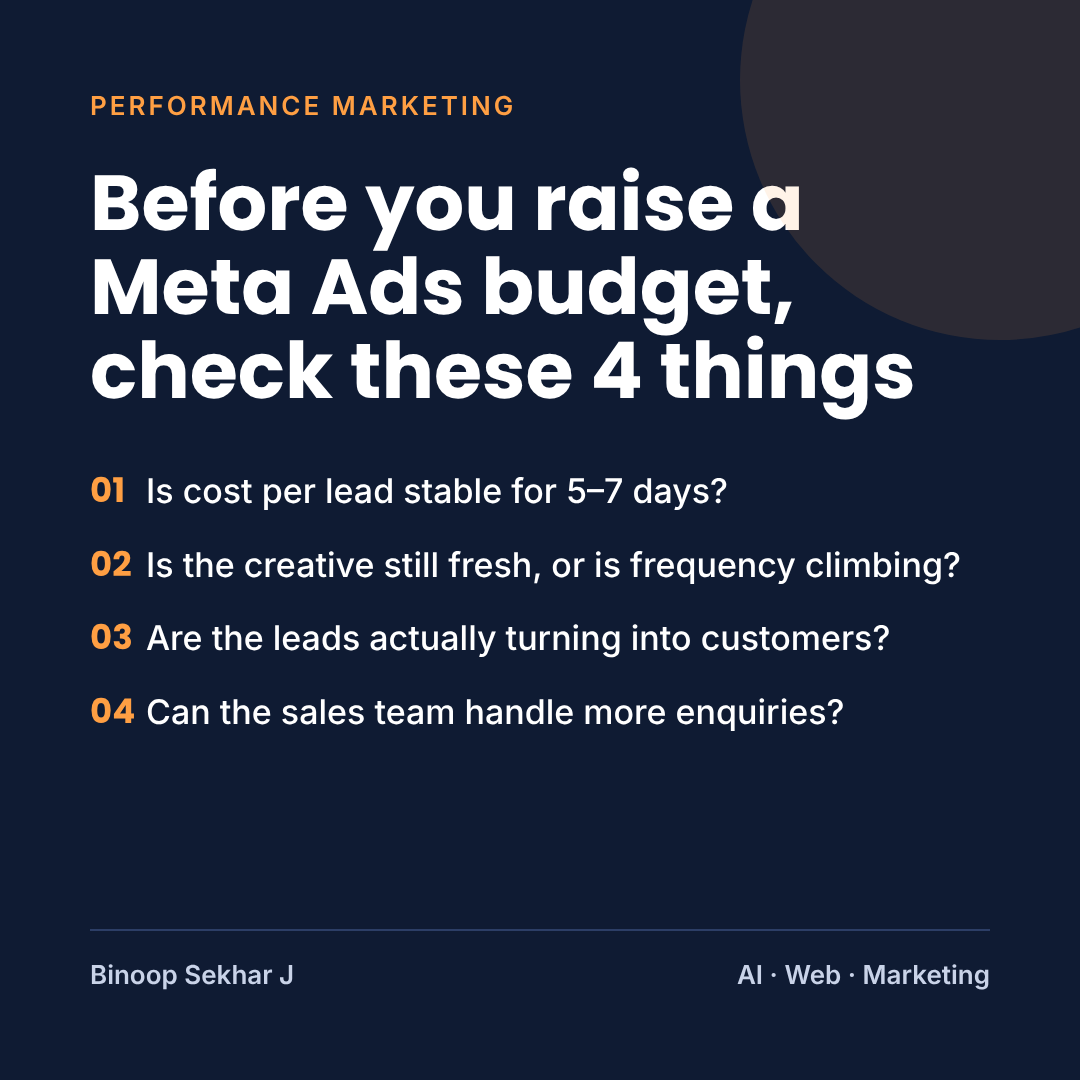 PERFORMANCE MARKETING
Before you raise a
Meta Ads budget,
check these 4 things
01 Is cost per lead stable for 5–7 days?
02 Is the creative still fresh, or is frequency climbing?
03 Are the leads actually turning into customers?
04 Can the sales team handle more enquiries?
Binoop Sekhar J
AI · Web · Marketing